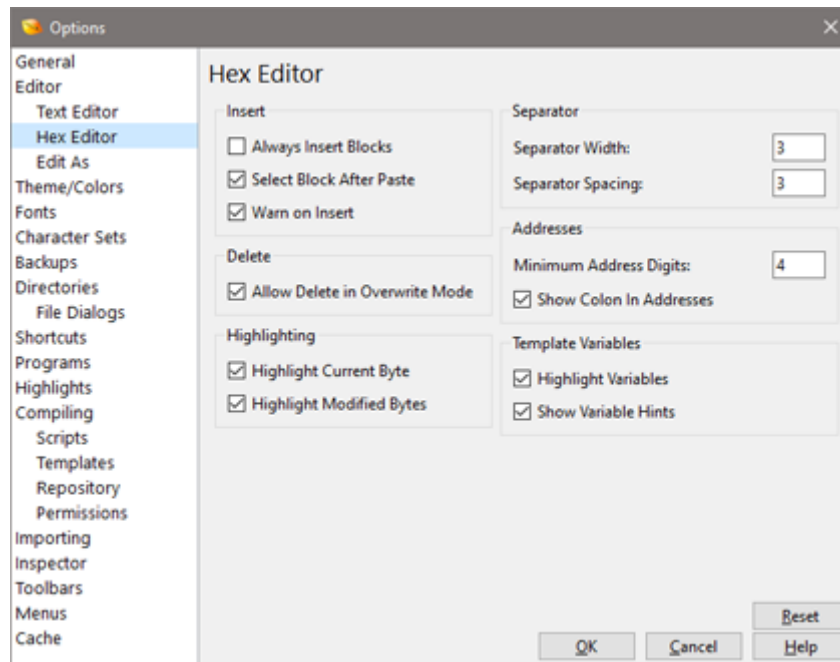 Options
General
Editor
Text Editor
Hex Editor
Edit As
Theme/Colors
Fonts
Character Sets
Backups
Directories
File Dialogs
Shortcuts
Programs
Highlights
Compiling
Scripts
Templates
Repository
Permissions
Importing
Inspector
Toolbars
Menus
Cache
Hex Editor
Insert
Always Insert Blocks
Select Block After Paste
Warn on Insert
Delete
Allow Delete in Overwrite Mode
Highlighting
Highlight Current Byte
Highlight Modified Bytes
Separator
Separator Width: 3
Separator Spacing: 3
Addresses
Minimum Address Digits: 4
Show Colon In Addresses
Template Variables
Highlight Variables
Show Variable Hints
Reset
OK Cancel Help